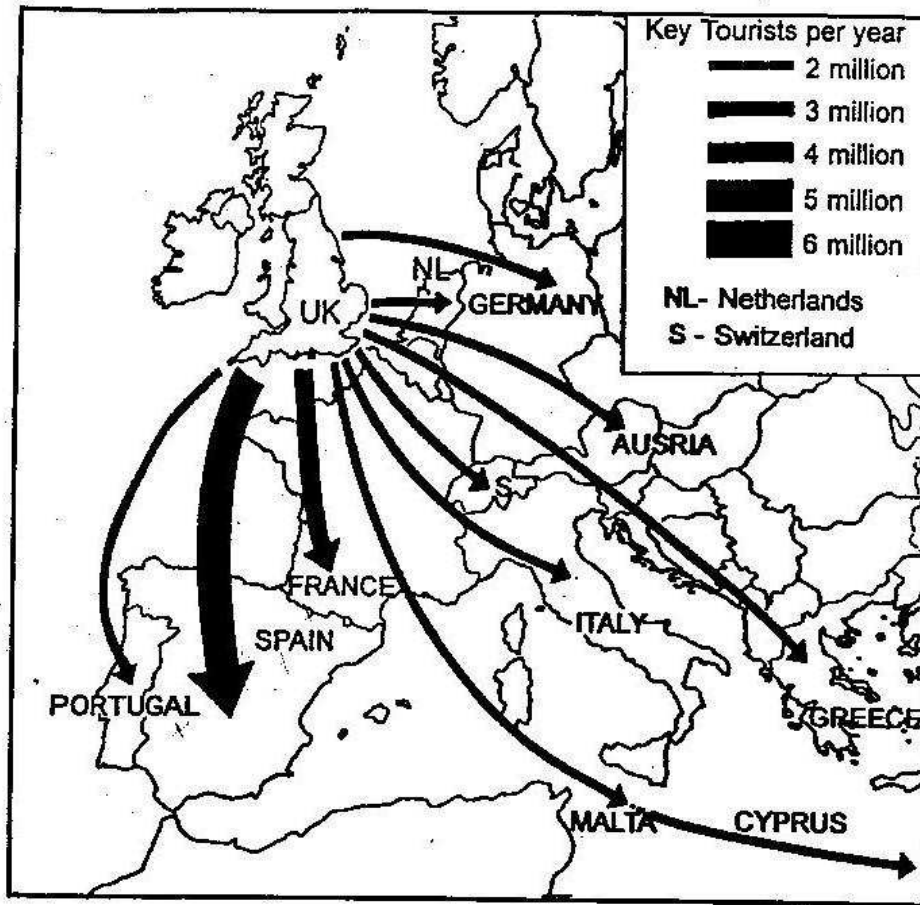 Key Tourists per year
2 million
3 million
4 million
5 million
6 million
NL- Netherlands
S - Switzerland
NL
GERMANY
UK
AUSRIA
S
FRANCE
ITALY
SPAIN
PORTUGAL
GREECE
MALTA
CYPRUS